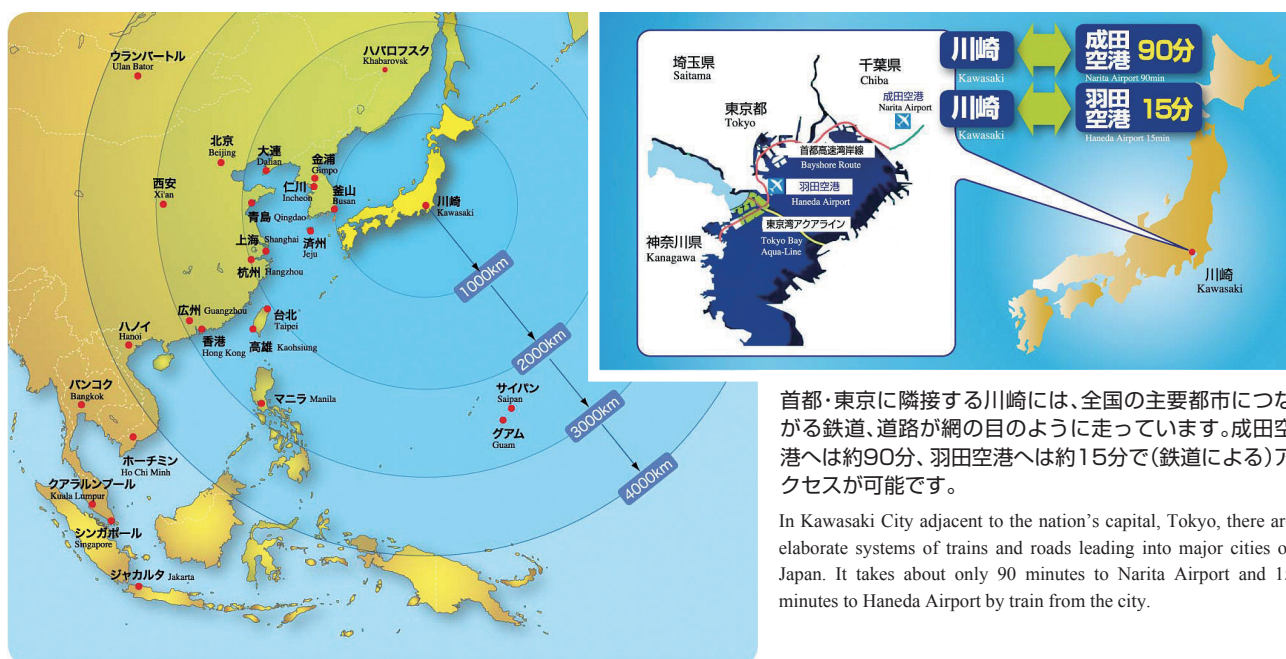 ウランバートル
Ulan Bator
ハバロフスク
Khabarovsk
北京
Beijing
大連
Dalian
金浦
Gimpo
西安
Xi'an
仁川
Incheon
釜山
Busan
川崎
Kawasaki
青島 Qingdao
上海 Shanghai
済州
Jeju
杭州 Hangzhou
1000km
広州 Guangzhou
台北
Taipei
ハノイ
Hanoi
香港
Hong Kong
高雄 Kaohsiung
2000km
バンコク
Bangkok
マニラ Manila
サイパン
Saipan
3000km
グアム
Guam
ホーチミン
Ho Chi Minh
4000km
クアラルンプール
Kuala Lumpur
シンガポール
Singapore
ジャカルタ Jakarta
川崎
Kawasaki
成田
空港
90分
Narita Airport 90min
川崎
Kawasaki
羽田
空港
15分
Haneda Airport 15min
埼玉県
Saitama
千葉県
Chiba
成田空港
Narita Airport
東京都
Tokyo
首都高速湾岸線
Bayshore Route
羽田空港
Haneda Airport
東京湾アクアライン
Tokyo Bay
Aqua-Line
神奈川県
Kanagawa
川崎
Kawasaki
首都・東京に隣接する川崎には、全国の主要都市につな
がる鉄道、道路が網の目のように走っています。成田空
港へは約90分、羽田空港へは約15分で(鉄道による)ア
クセスが可能です。
In Kawasaki City adjacent to the nation's capital, Tokyo, there ar
elaborate systems of trains and roads leading into major cities o
Japan. It takes about only 90 minutes to Narita Airport and 1
minutes to Haneda Airport by train from the city.